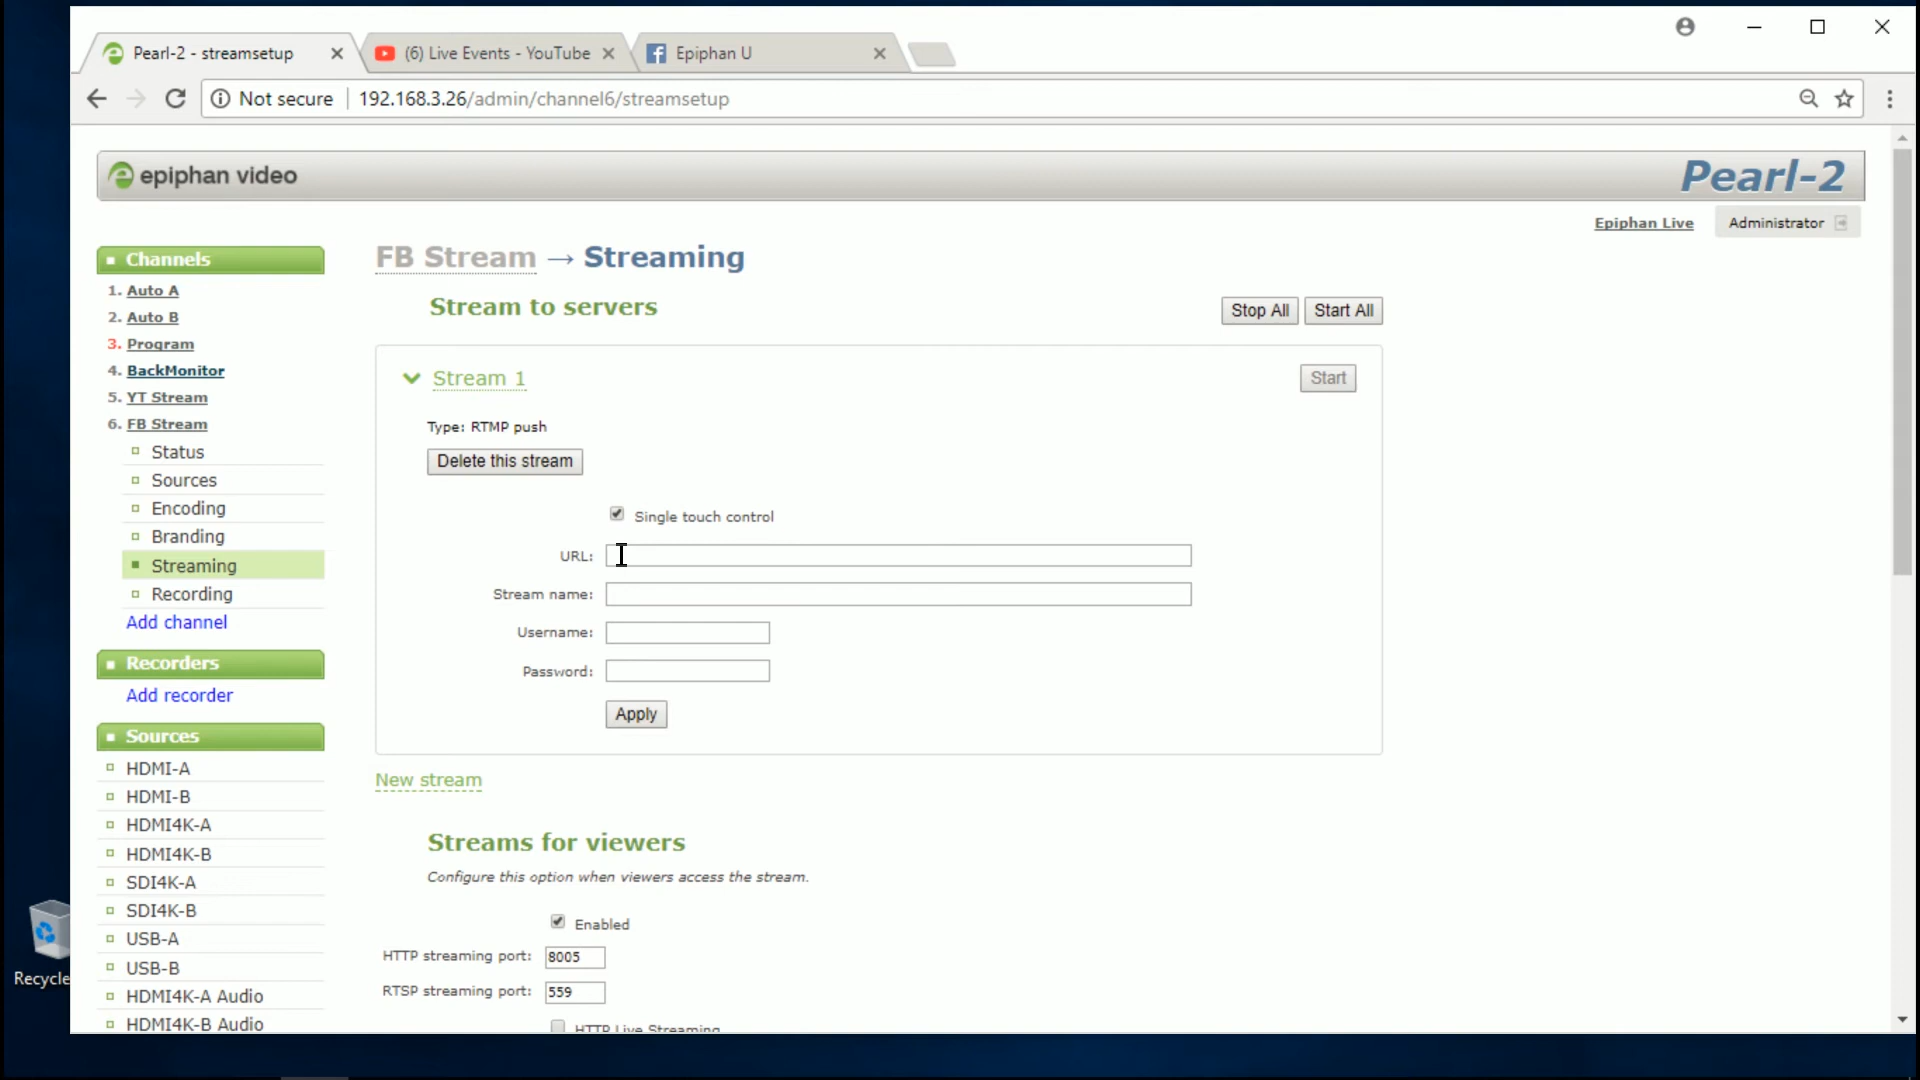 Pearl-2 - streamsetup
(6) Live Events - YouTube
Epiphan U
Not secure
192.168.3.26/admin/channel6/streamsetup
epiphan video
Pearl-2
Epiphan Live
Administrator
Channels
1. Auto A
2. Auto B
3. Program
4. BackMonitor
5. YT Stream
6. FB Stream
Status
Sources
Encoding
Branding
Streaming
Recording
Add channel
Recorders
Add recorder
Sources
HDMI-A
HDMI-B
HDMI4K-A
HDMI4K-B
SDI4K-A
SDI4K-B
USB-A
USB-B
HDMI4K-A Audio
HDMI4K-B Audio
FB Stream → Streaming
Stream to servers
Stop All
Start All
Stream 1
Start
Type: RTMP push
Delete this stream
Single touch control
URL:
Stream name:
Username:
Password:
Apply
New stream
Streams for viewers
Configure this option when viewers access the stream.
Enabled
HTTP streaming port: 8005
RTSP streaming port: 559
HTTP Live Streaming
Recycle